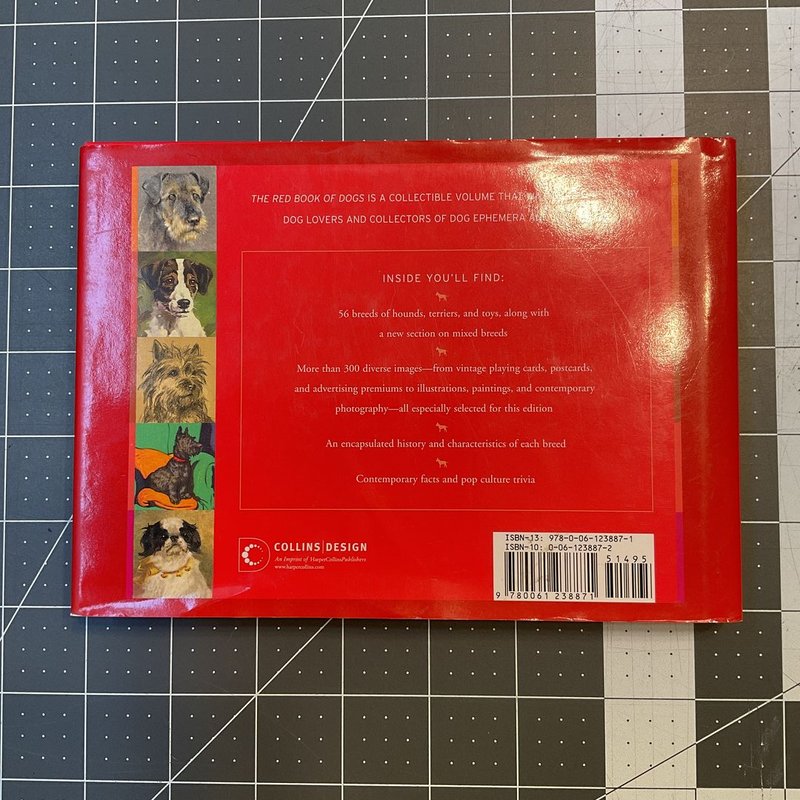 THE RED BOOK OF DOGS IS A COLLECTIBLE VOLUME THAT BY
DOG LOVERS AND COLLECTORS OF DOG EPHEMERA
INSIDE YOU'LL FIND:
56 breeds of hounds, terriers, and toys, along with
a new section on mixed breeds
More than 300 diverse images—from vintage playing cards, postcards,
and advertising premiums to illustrations, paintings, and contemporary
photography—all especially selected for this edition
An encapsulated history and characteristics of each breed
Contemporary facts and pop culture trivia
COLLINS|DESIGN
An Imprint of HarperCollinsPublishers
www.harpercollins.com
ISBN-13: 978-0-06-123887-1
ISBN-10: 0-06-123887-2
51495
9 780061 238871